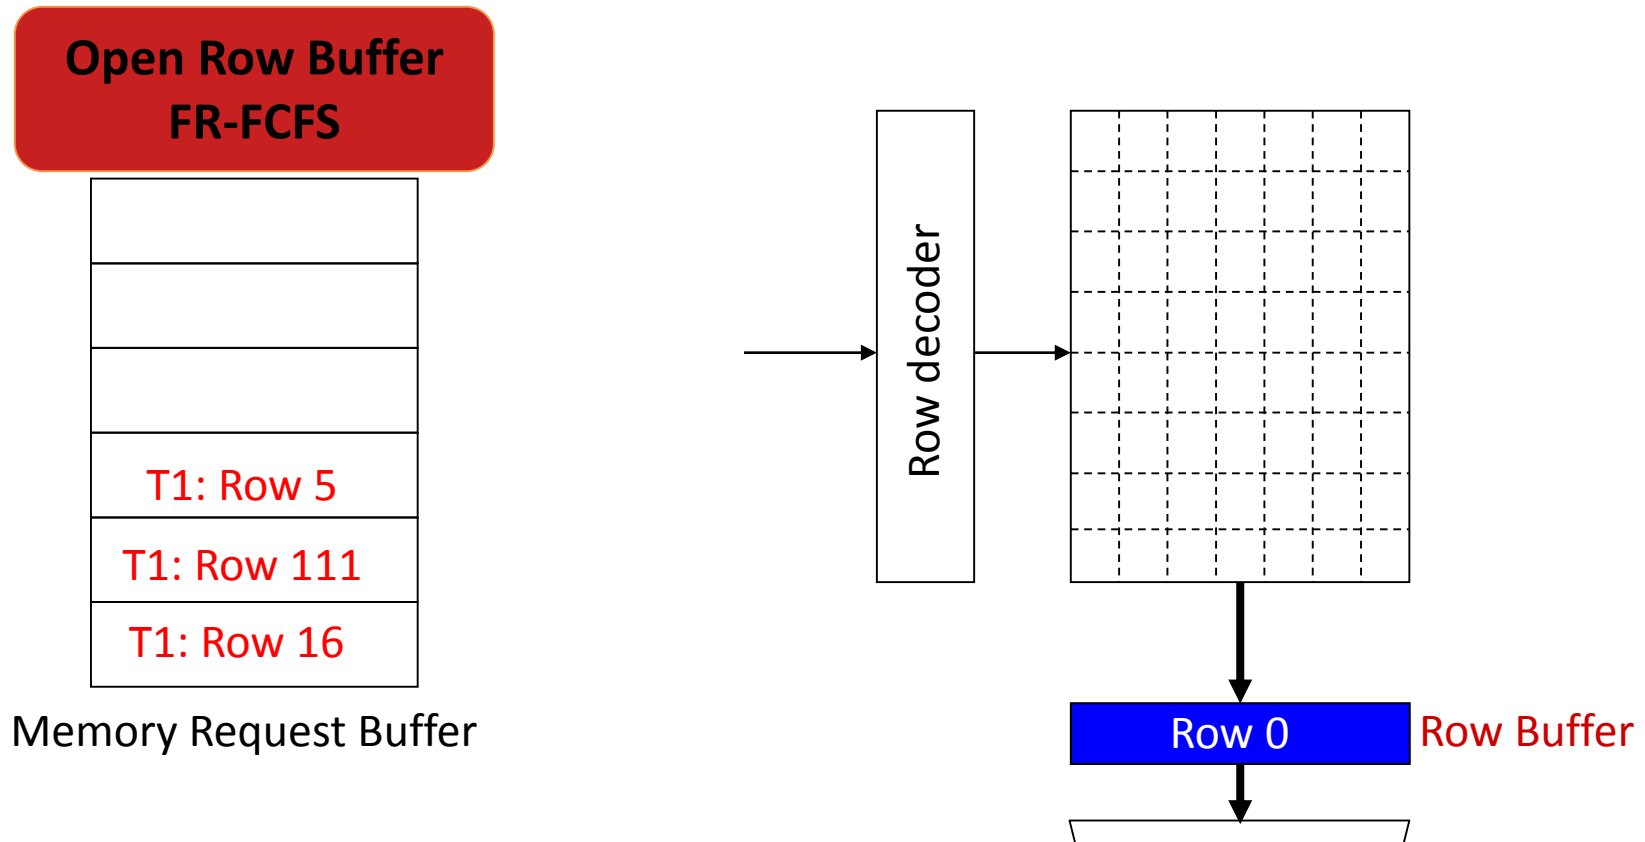 Open Row Buffer
FR-FCFS
Row decoder
T1: Row 5
T1: Row 111
T1: Row 16
Memory Request Buffer
Row 0
Row Buffer